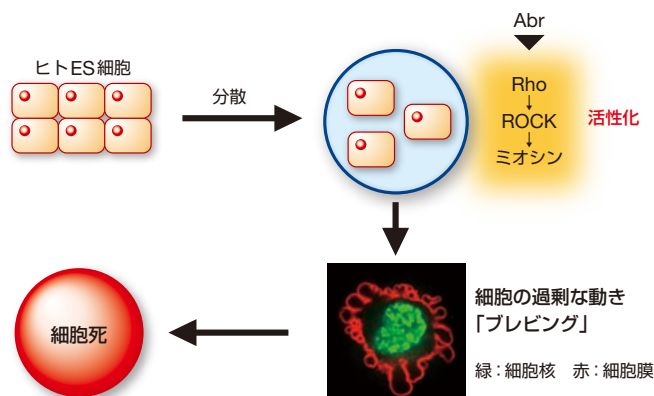 ヒトES細胞
分散
Abr
Rho
↓
ROCK
↓
ミオシン
活性化
細胞の過剰な動き
「ブレビング」
緑：細胞核　赤：細胞膜
細胞死